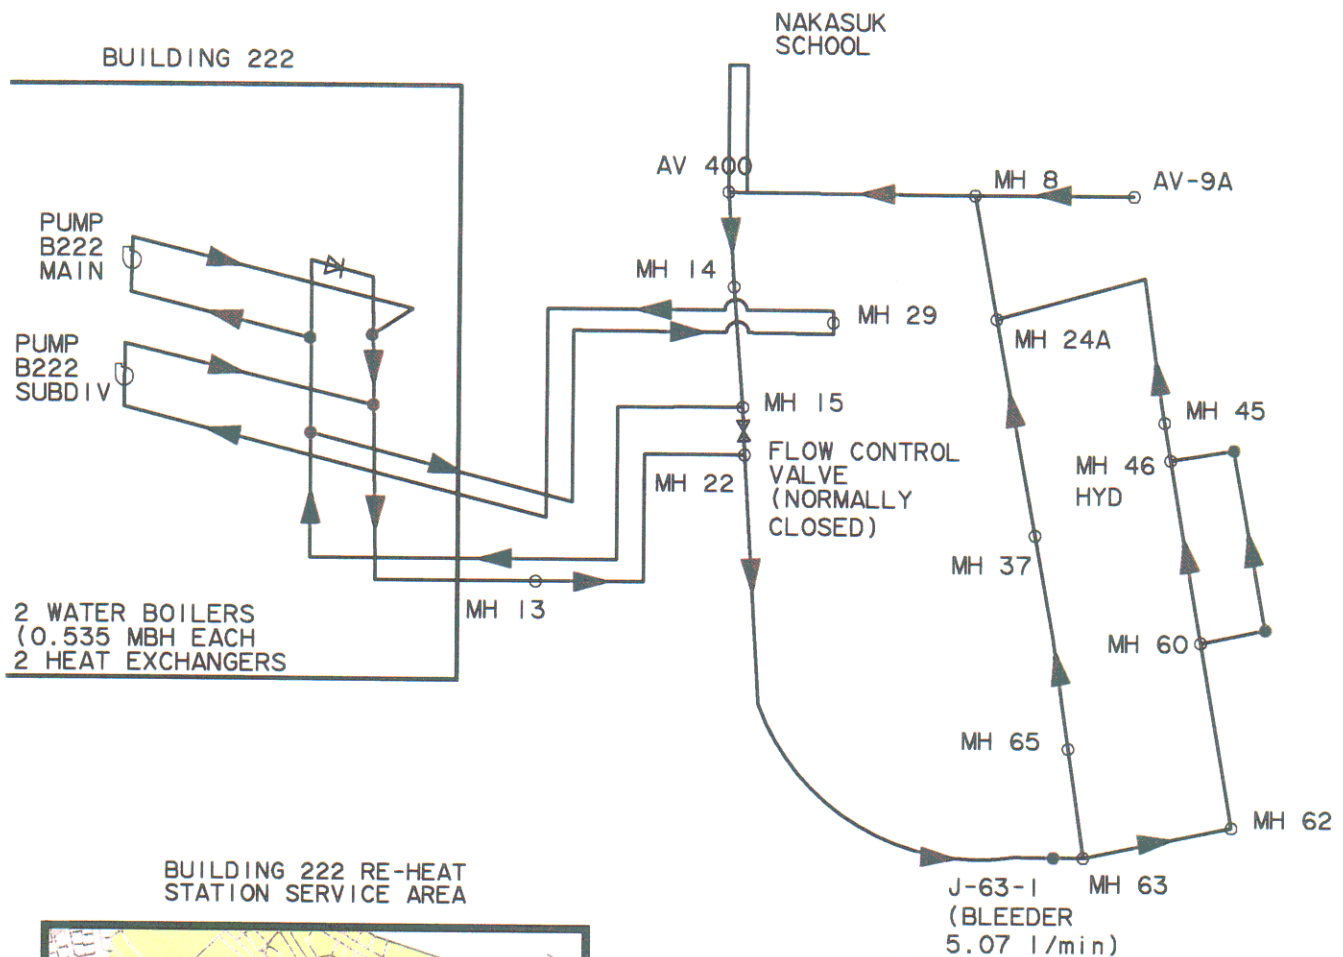 NAKASUK
SCHOOL
BUILDING 222
AV 400
MH 8
AV-9A
PUMP
B222
MAIN
MH 14
MH 29
MH 24A
PUMP
B222
SUBDIV
MH 15
MH 45
FLOW CONTROL
VALVE
(NORMALLY
CLOSED)
MH 22
MH 46
HYD
MH 37
MH 13
2 WATER BOILERS
(0.535 MBH EACH
2 HEAT EXCHANGERS
MH 60
MH 65
MH 62
BUILDING 222 RE-HEAT
STATION SERVICE AREA
J-63-1
(BLEEDER
5.07 l/min)
MH 63